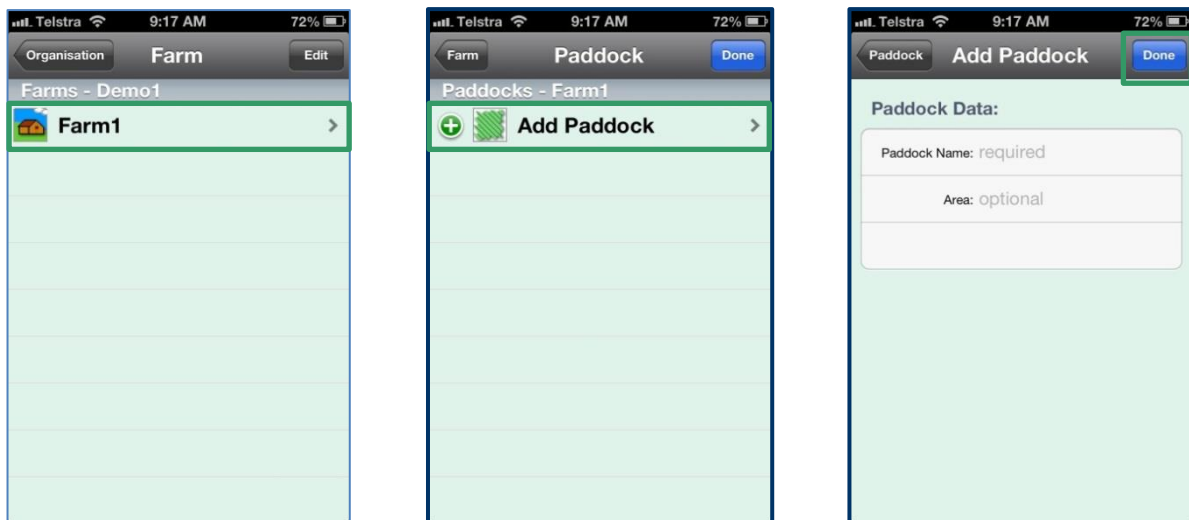 Telstra 9:17 AM 72%
Organisation Farm Edit
Farms - Demo1
Farm1
Telstra 9:17 AM 72%
Farm Paddock Done
Paddocks - Farm1
Add Paddock
Telstra 9:17 AM 72%
Paddock Add Paddock Done
Paddock Data:
Paddock Name: required
Area: optional